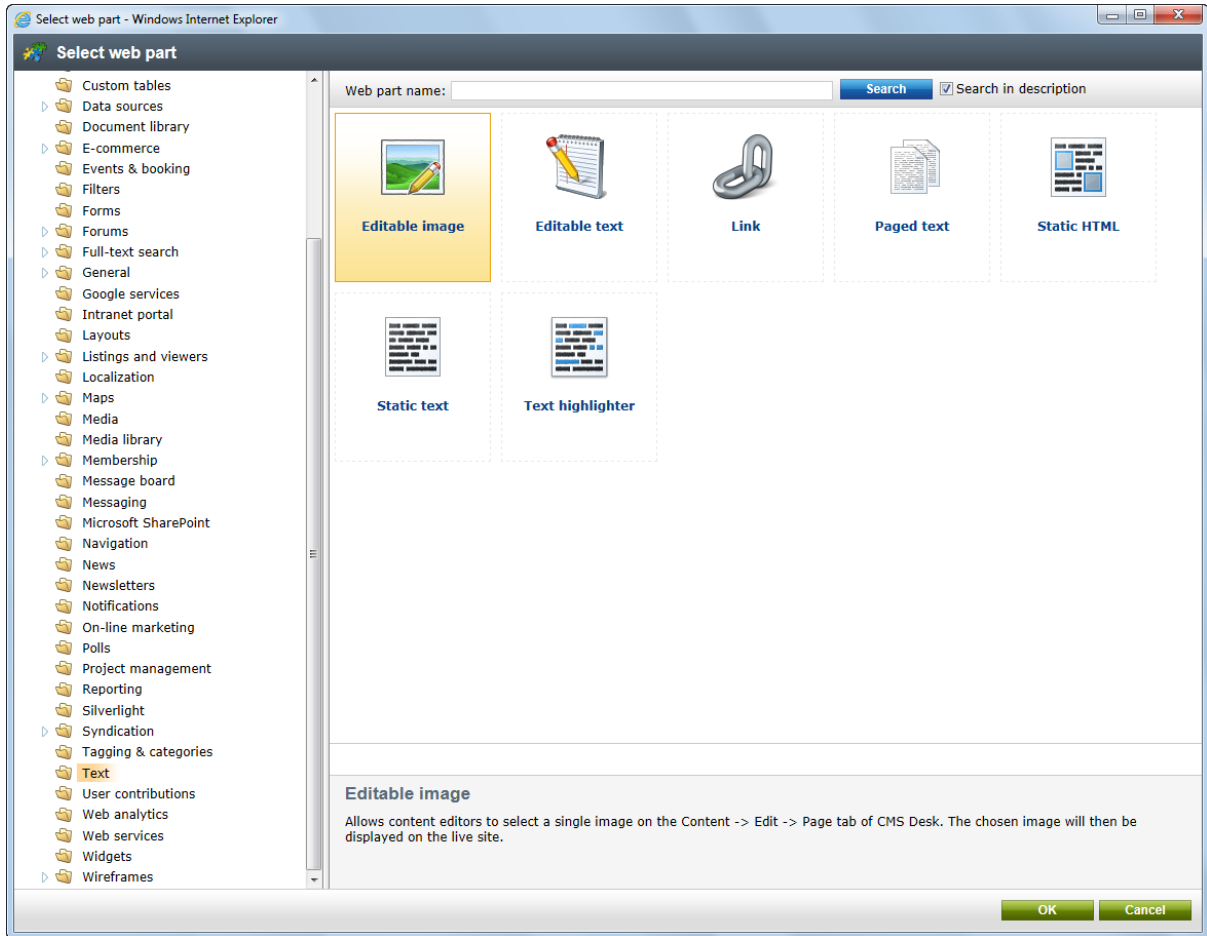 Select web part - Windows Internet Explorer
Select web part
Custom tables
Data sources
Document library
E-commerce
Events & booking
Filters
Forms
Forums
Full-text search
General
Google services
Intranet portal
Layouts
Listings and viewers
Localization
Maps
Media
Media library
Membership
Message board
Messaging
Microsoft SharePoint
Navigation
News
Newsletters
Notifications
On-line marketing
Polls
Project management
Reporting
Silverlight
Syndication
Tagging & categories
Text
User contributions
Web analytics
Web services
Widgets
Wireframes
Web part name:
Search
Search in description
Editable image
Editable text
Link
Paged text
Static HTML
Static text
Text highlighter
Editable image
Allows content editors to select a single image on the Content -> Edit -> Page tab of CMS Desk. The chosen image will then be
displayed on the live site.
OK
Cancel